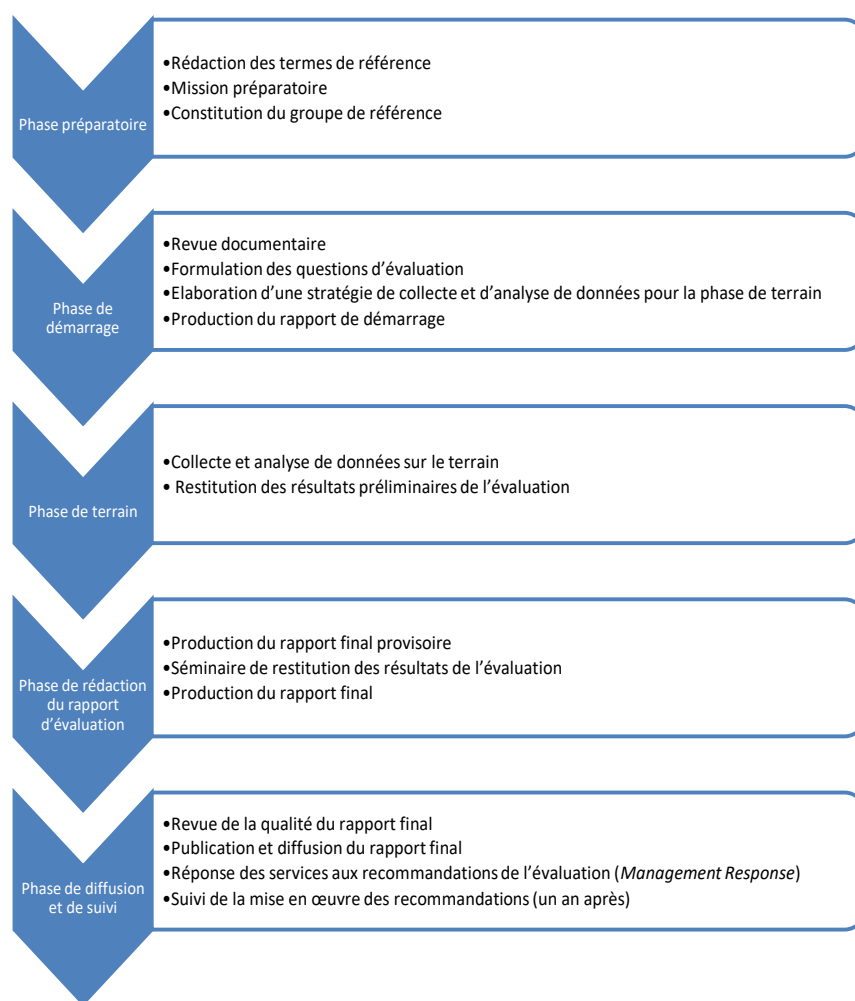 Phase préparatoire
•Rédaction des termes de référence
•Mission préparatoire
•Constitution du groupe de référence
Phase de
démarrage
•Revue documentaire
•Formulation des questions d’évaluation
•Elaboration d’une stratégie de collecte et d’analyse de données pour la phase de terrain
•Production du rapport de démarrage
Phase de terrain
•Collecte et analyse de données sur le terrain
• Restitution des résultats préliminaires de l’évaluation
Phase de rédaction
du rapport
d’évaluation
•Production du rapport final provisoire
•Séminaire de restitution des résultats de l’évaluation
•Production du rapport final
Phase de diffusion
et de suivi
•Revue de la qualité du rapport final
•Publication et diffusion du rapport final
•Réponse des services aux recommandations de l’évaluation (Management Response)
•Suivi de la mise en œuvre des recommandations (un an après)